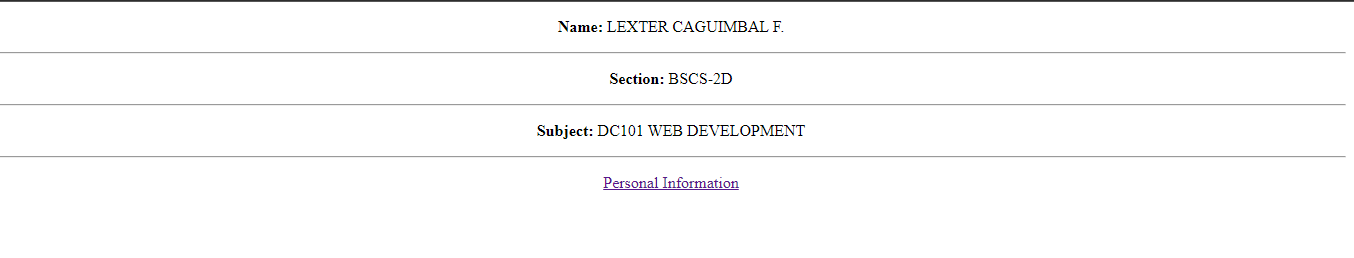 Name: LEXTER CAGUIMBAL F.
Section: BSCS-2D
Subject: DC101 WEB DEVELOPMENT
Personal Information